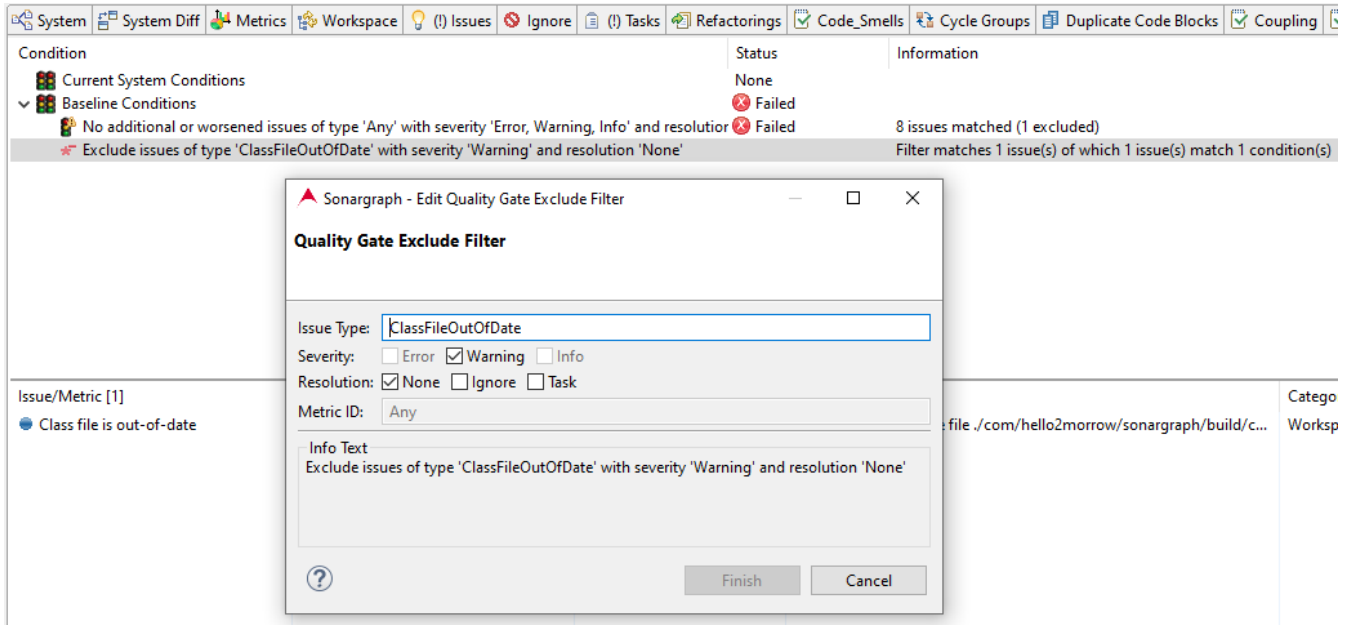 System System Diff Metrics Workspace (!) Issues Ignore (!) Tasks Refactorings Code_Smells Cycle Groups Duplicate Code Blocks Coupling
Condition Status Information
Current System Conditions None
Baseline Conditions Failed
No additional or worsened issues of type 'Any' with severity 'Error, Warning, Info' and resolution Failed 8 issues matched (1 excluded)
Exclude issues of type 'ClassFileOutOfDate' with severity 'Warning' and resolution 'None' Filter matches 1 issue(s) of which 1 issue(s) match 1 condition(s)
Sonargraph - Edit Quality Gate Exclude Filter
Quality Gate Exclude Filter
Issue Type: ClassFileOutOfDate
Severity: Error Warning Info
Resolution: None Ignore Task
Metric ID: Any
Info Text
Exclude issues of type 'ClassFileOutOfDate' with severity 'Warning' and resolution 'None'
? Finish Cancel
Issue/Metric [1] Catego
Class file is out-of-date file ./com/hello2morrow/sonargraph/build/c... Worksp